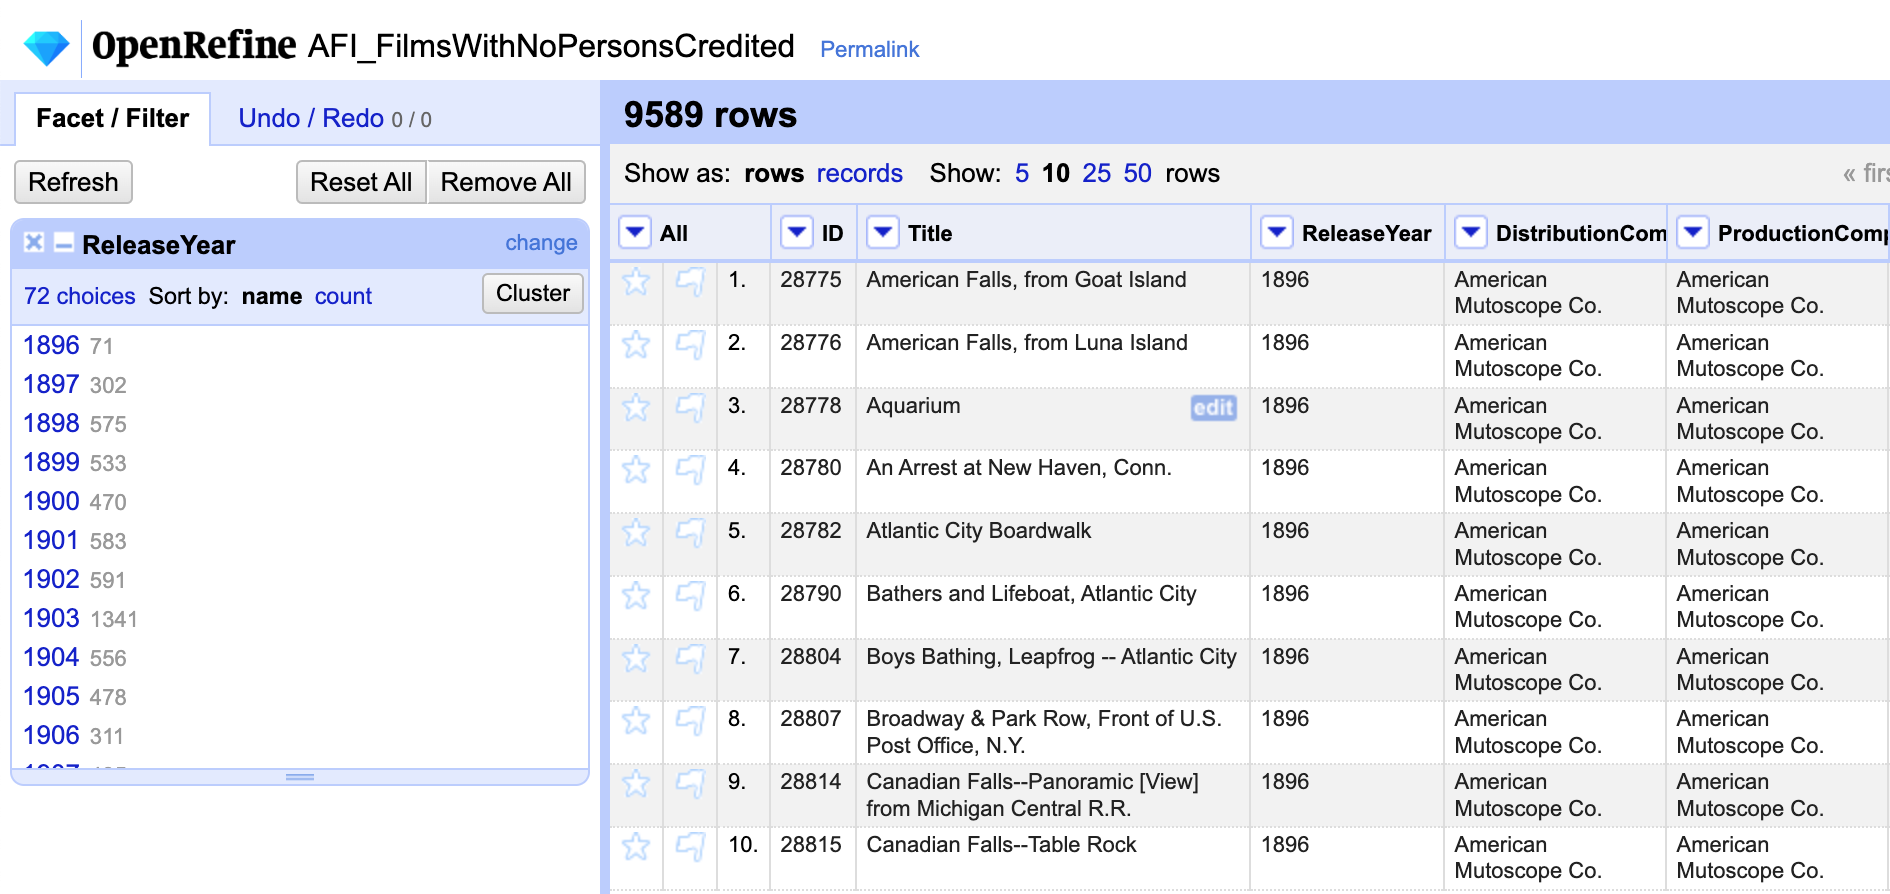 OpenRefine AFI_FilmsWithNoPersonsCredited Permalink
Facet / Filter Undo / Redo 0 / 0
Refresh Reset All Remove All
ReleaseYear change
72 choices Sort by: name count Cluster
1896 71
1897 302
1898 575
1899 533
1900 470
1901 583
1902 591
1903 1341
1904 556
1905 478
1906 311
9589 rows
Show as: rows records Show: 5 10 25 50 rows « firs
All ID Title ReleaseYear DistributionCom ProductionComp
1. 28775 American Falls, from Goat Island 1896 American American
Mutoscope Co. Mutoscope Co.
2. 28776 American Falls, from Luna Island 1896 American American
Mutoscope Co. Mutoscope Co.
3. 28778 Aquarium edit 1896 American American
Mutoscope Co. Mutoscope Co.
4. 28780 An Arrest at New Haven, Conn. 1896 American American
Mutoscope Co. Mutoscope Co.
5. 28782 Atlantic City Boardwalk 1896 American American
Mutoscope Co. Mutoscope Co.
6. 28790 Bathers and Lifeboat, Atlantic City 1896 American American
Mutoscope Co. Mutoscope Co.
7. 28804 Boys Bathing, Leapfrog -- Atlantic City 1896 American American
Mutoscope Co. Mutoscope Co.
8. 28807 Broadway & Park Row, Front of U.S. 1896 American American
Post Office, N.Y. Mutoscope Co. Mutoscope Co.
9. 28814 Canadian Falls--Panoramic [View] 1896 American American
from Michigan Central R.R. Mutoscope Co. Mutoscope Co.
10. 28815 Canadian Falls--Table Rock 1896 American American
Mutoscope Co. Mutoscope Co.